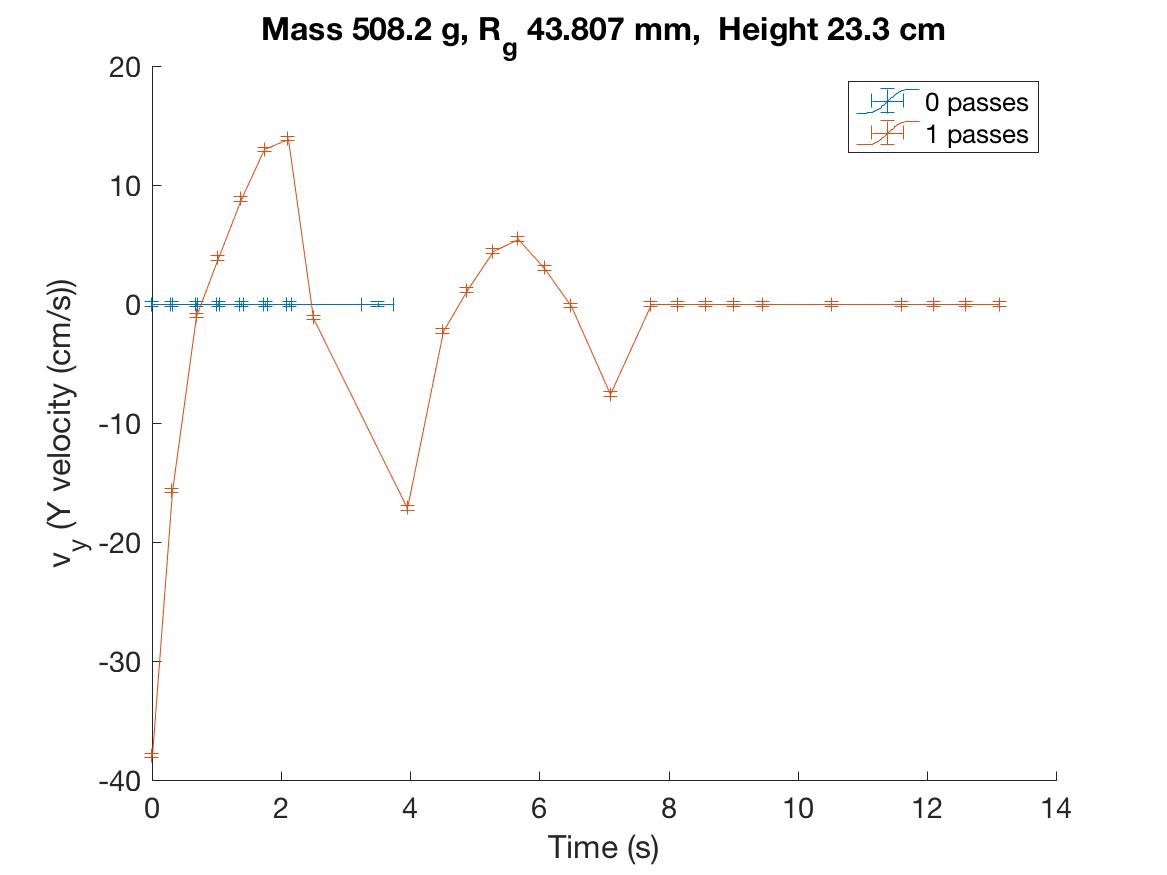 Mass 508.2 g, Rg 43.807 mm,  Height 23.3 cm
0 passes
1 passes
20
10
0
-10
-20
-30
-40
vy (Y velocity (cm/s))
0 2 4 6 8 10 12 14
Time (s)